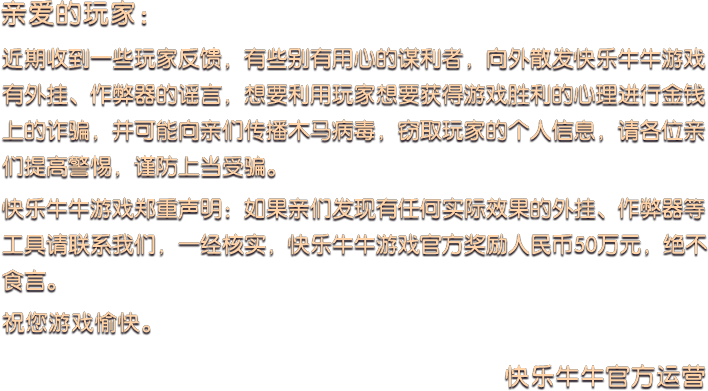 亲爱的玩家：
近期收到一些玩家反馈，有些别有用心的谋利者，向外散发快乐牛牛游戏
有外挂、作弊器的谣言，想要利用玩家想要获得游戏胜利的心理进行金钱
上的诈骗，并可能向亲们传播木马病毒，窃取玩家的个人信息，请各位亲
们提高警惕，谨防上当受骗。
快乐牛牛游戏郑重声明：如果亲们发现有任何实际效果的外挂、作弊器等
工具请联系我们，一经核实，快乐牛牛游戏官方奖励人民币50万元，绝不
食言。
祝您游戏愉快。
快乐牛牛官方运营